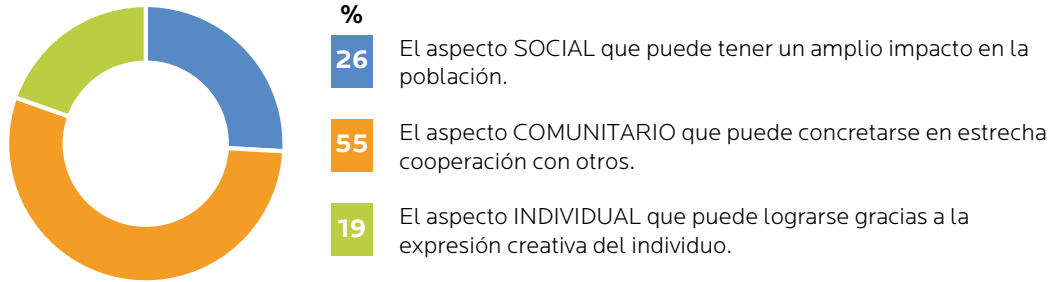 %
26 El aspecto SOCIAL que puede tener un amplio impacto en la
población.
55 El aspecto COMUNITARIO que puede concretarse en estrecha
cooperación con otros.
19 El aspecto INDIVIDUAL que puede lograrse gracias a la
expresión creativa del individuo.